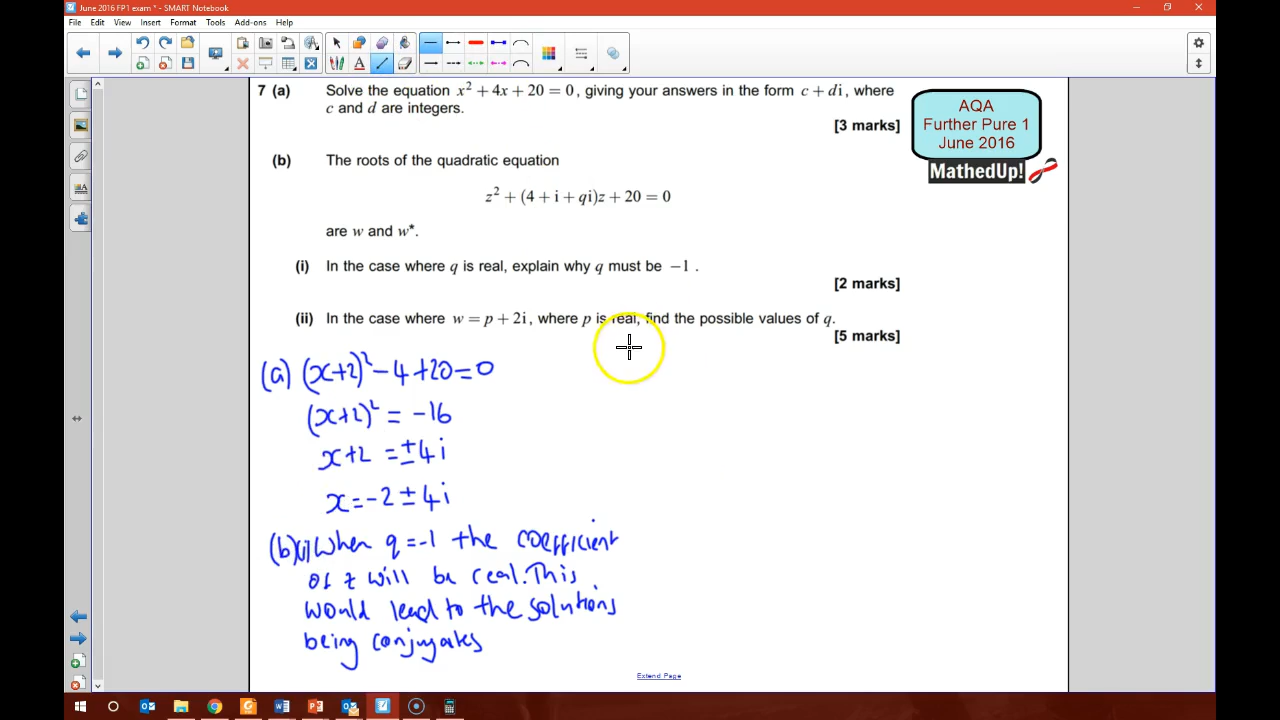 June 2016 FP1 exam * - SMART Notebook
File Edit View Insert Format Tools Add-ons Help
7 (a) Solve the equation x² + 4x + 20 = 0, giving your answers in the form c + di, where
c and d are integers.
[3 marks]
AQA
Further Pure 1
June 2016
MathedUp!
(b) The roots of the quadratic equation
z² + (4 + i + qi)z + 20 = 0
are w and w*.
(i) In the case where q is real, explain why q must be −1 .
[2 marks]
(ii) In the case where w = p + 2i, where p is real, find the possible values of q.
[5 marks]
(a) (x+2)² − 4 + 20 = 0
(x+2)² = −16
x+2 = ±4i
x = −2 ± 4i
(b)(i) When q = −1 the coefficient
of z will be real. This
would lead to the solutions
being conjugates
Extend Page